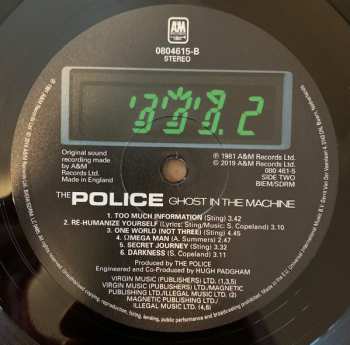 A&M
RECORDS
0804615-B
STEREO
Original sound
recording made
by A&M
Records Ltd.
Made in England
℗ 1981 A&M Records Ltd.
© 2019 A&M Records Ltd.
080 461-5
SIDE TWO
BIEM/SDRM
THE POLICE GHOST IN THE MACHINE
1. TOO MUCH INFORMATION (Sting) 3.42
2. RE-HUMANIZE YOURSELF (Lyrics: Sting/Music: S. Copeland) 3.10
3. ONE WORLD (NOT THREE) (Sting) 4.45
4. ΩMEGA MAN (A. Summers) 2.47
5. SECRET JOURNEY (Sting) 3.32
6. DARKNESS (S. Copeland) 3.11
Produced by THE POLICE
Engineered and Co-Produced by HUGH PADGHAM
VIRGIN MUSIC (PUBLISHERS) LTD. (1,3,5)
VIRGIN MUSIC (PUBLISHERS) LTD./MAGNETIC
PUBLISHING LTD./ILLEGAL MUSIC LTD. (2)
MAGNETIC PUBLISHING LTD./
ILLEGAL MUSIC LTD. (4,6)